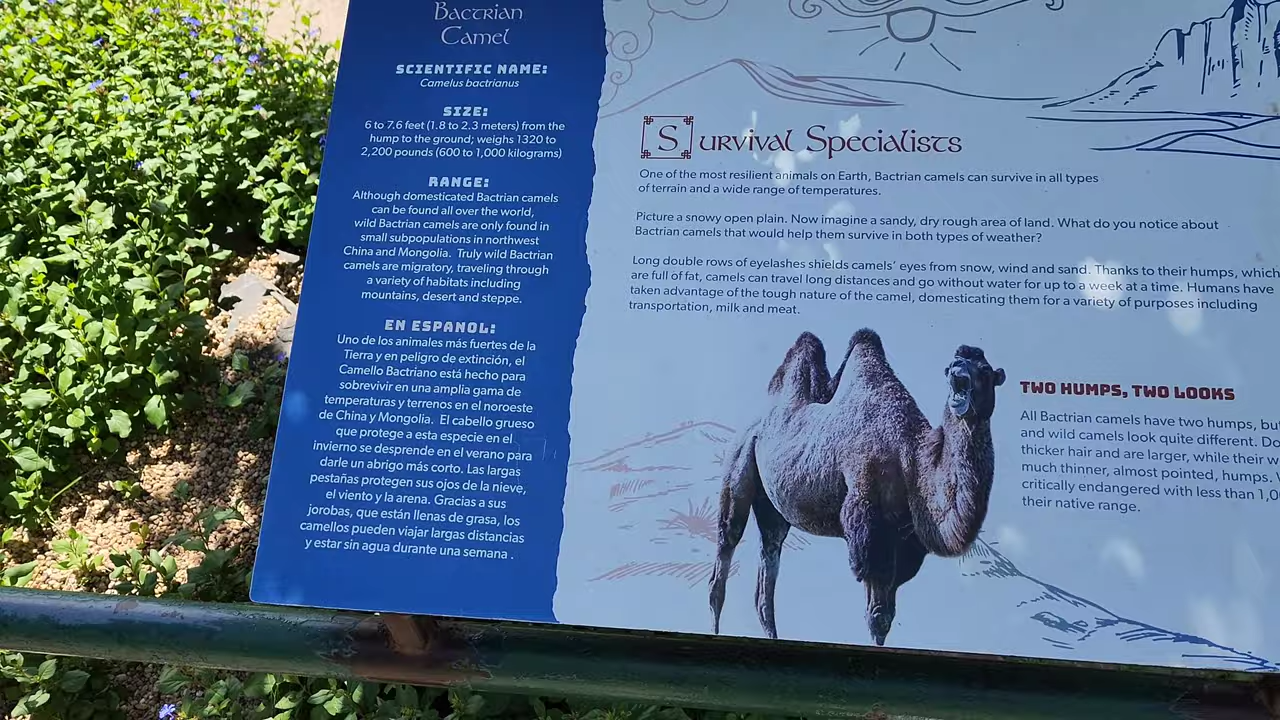 Bactrian
Camel
SCIENTIFIC NAME:
Camelus bactrianus
SIZE:
6 to 7.6 feet (1.8 to 2.3 meters) from the
hump to the ground; weighs 1320 to
2,200 pounds (600 to 1,000 kilograms)
RANGE:
Although domesticated Bactrian camels
can be found all over the world,
wild Bactrian camels are only found in
small subpopulations in northwest
China and Mongolia. Truly wild Bactrian
camels are migratory, traveling through
a variety of habitats including
mountains, desert and steppe.
EN ESPANOL:
Uno de los animales más fuertes de la
Tierra y en peligro de extinción, el
Camello Bactriano está hecho para
sobrevivir en una amplia gama de
temperaturas y terrenos en el noroeste
de China y Mongolia. El cabello grueso
que protege a esta especie en el
invierno se desprende en el verano para
darle un abrigo más corto. Las largas
pestañas protegen sus ojos de la nieve,
el viento y la arena. Gracias a sus
jorobas, que están llenas de grasa, los
camellos pueden viajar largas distancias
y estar sin agua durante una semana .
Survival Specialists
One of the most resilient animals on Earth, Bactrian camels can survive in all types
of terrain and a wide range of temperatures.
Picture a snowy open plain. Now imagine a sandy, dry rough area of land. What do you notice about
Bactrian camels that would help them survive in both types of weather?
Long double rows of eyelashes shields camels' eyes from snow, wind and sand. Thanks to their humps, which
are full of fat, camels can travel long distances and go without water for up to a week at a time. Humans have
taken advantage of the tough nature of the camel, domesticating them for a variety of purposes including
transportation, milk and meat.
TWO HUMPS, TWO LOOKS
All Bactrian camels have two humps, but
and wild camels look quite different. Do
thicker hair and are larger, while their w
much thinner, almost pointed, humps.
critically endangered with less than 1,0
their native range.